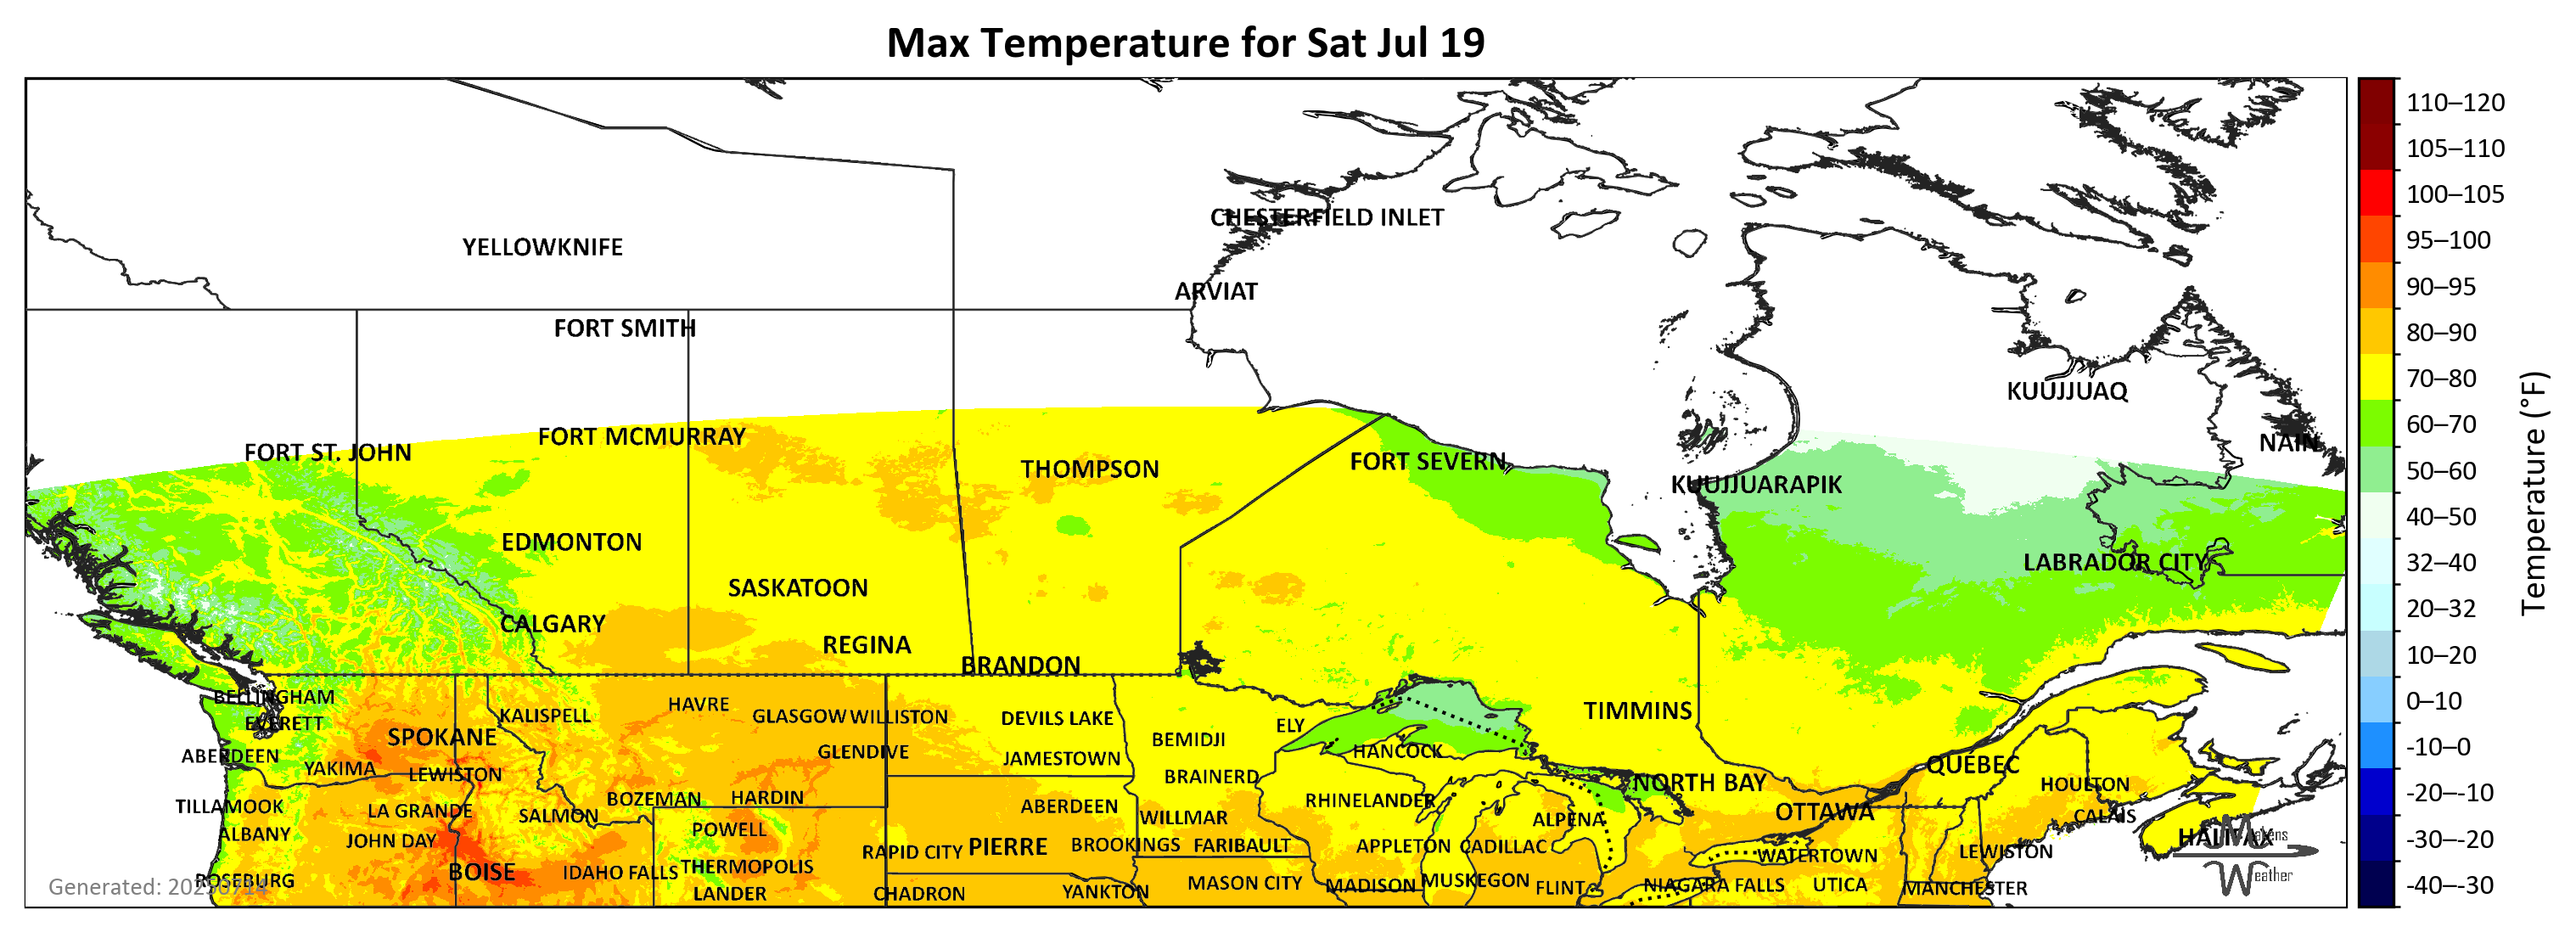 Max Temperature for Sat Jul 19
110–120
105–110
100–105
95–100
90–95
80–90
70–80
60–70
50–60
40–50
32–40
20–32
10–20
0–10
-10–0
-20–-10
-30–-20
-40–-30
Temperature (°F)
CHESTERFIELD INLET
YELLOWKNIFE
ARVIAT
FORT SMITH
KUUJJUAQ
FORT MCMURRAY
NAIN
FORT ST. JOHN
FORT SEVERN
THOMPSON
KUUJJUARAPIK
EDMONTON
LABRADOR CITY
SASKATOON
CALGARY
REGINA
BRANDON
BELLINGHAM
KALISPELL
HAVRE
GLASGOW
WILLISTON
DEVILS LAKE
TIMMINS
EVERETT
ELY
SPOKANE
BEMIDJI
HANCOCK
ABERDEEN
GLENDIVE
JAMESTOWN
QUEBEC
YAKIMA
LEWISTON
BRAINERD
NORTH BAY
HOULTON
TILLAMOOK
LA GRANDE
SALMON
BOZEMAN
HARDIN
ABERDEEN
RHINELANDER
OTTAWA
CALAIS
WILLMAR
ALPENA
ALBANY
JOHN DAY
POWELL
PIERRE
BROOKINGS
FARIBAULT
APPLETON
CADILLAC
HALIFAX
RAPID CITY
WATERTOWN
LEWISTON
BOISE
IDAHO FALLS
THERMOPOLIS
ROSEBURG
MASON CITY
MADISON
MUSKEGON
FLINT
NIAGARA FALLS
UTICA
MANCHESTER
LANDER
CHADRON
YANKTON
Generated: 20250714
Makens
Weather